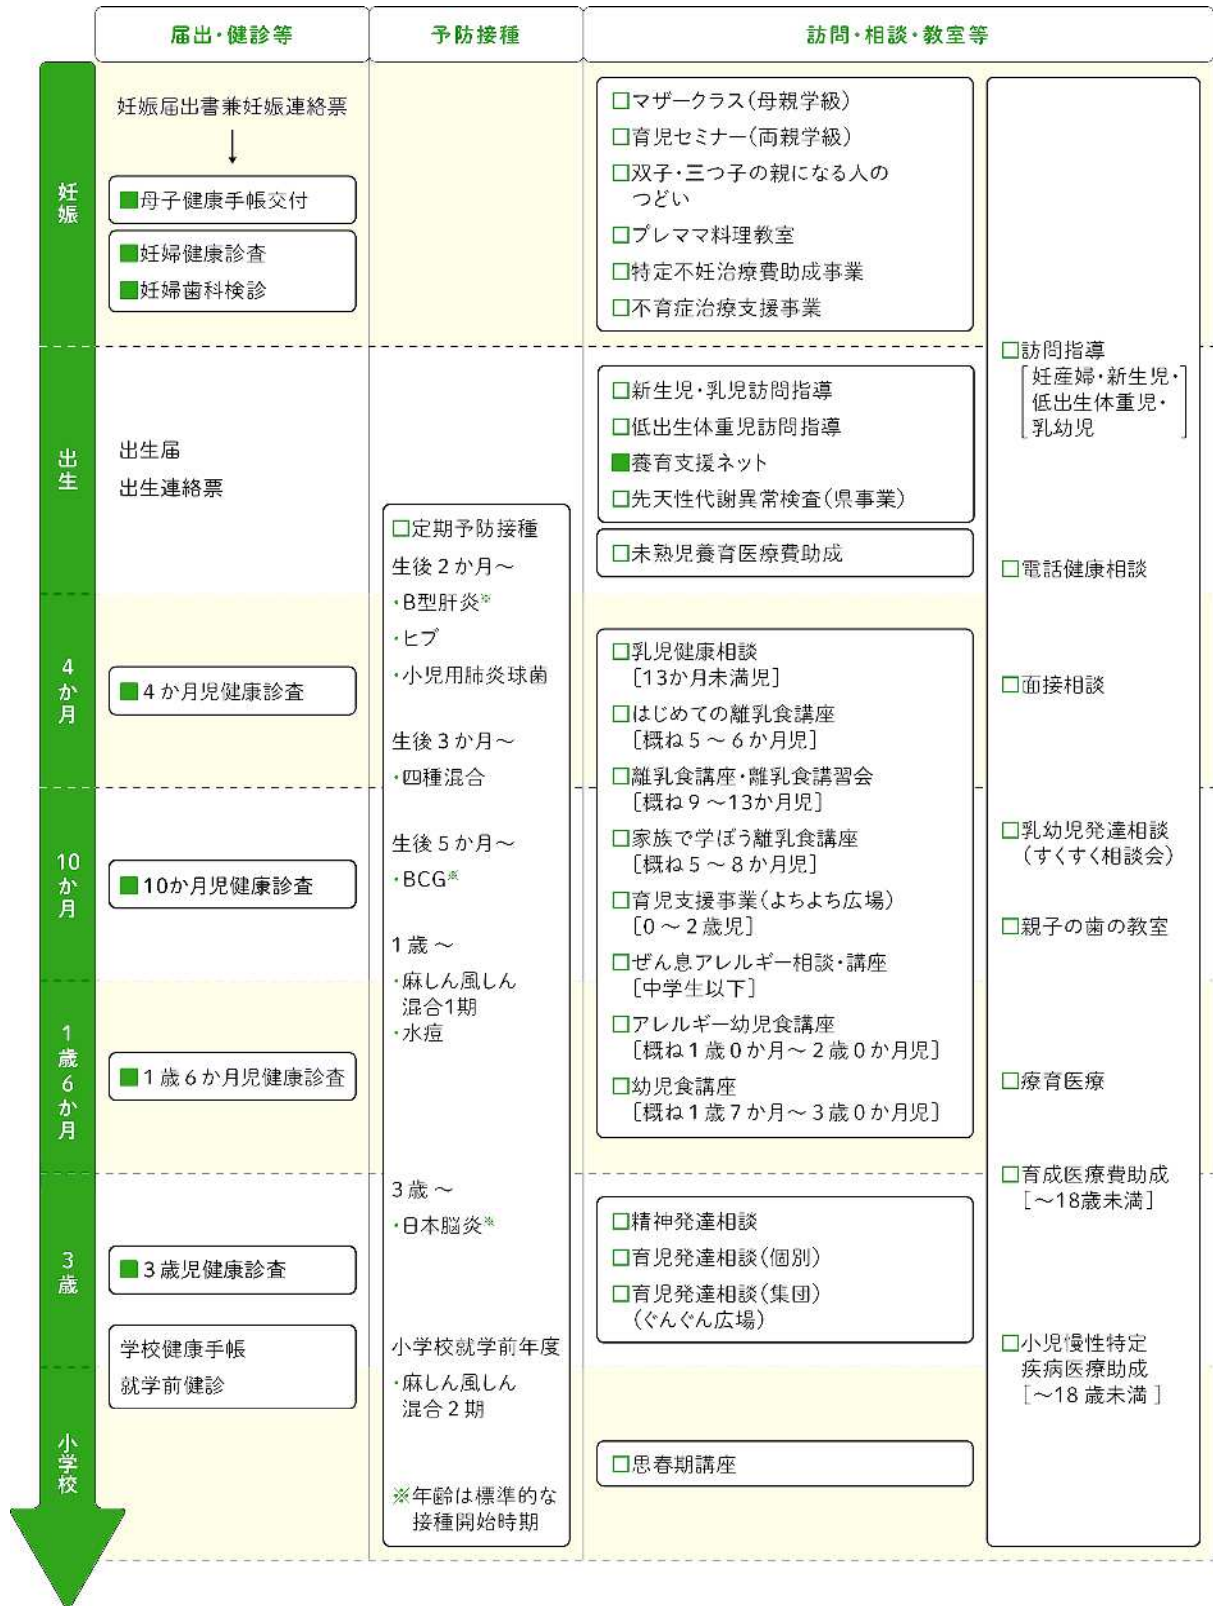 届出・健診等
予防接種
訪問・相談・教室等
妊娠
妊娠届出書兼妊娠連絡票
↓
■母子健康手帳交付
■妊婦健康診査
■妊婦歯科検診
□マザークラス(母親学級)
□育児セミナー(両親学級)
□双子・三つ子の親になる人の
つどい
□プレママ料理教室
□特定不妊治療費助成事業
□不育症治療支援事業
出生
出生届
出生連絡票
□新生児・乳児訪問指導
□低出生体重児訪問指導
■養育支援ネット
□先天性代謝異常検査(県事業)
□未熟児養育医療費助成
4か月
■4か月児健康診査
10か月
■10か月児健康診査
1歳6か月
■1歳6か月児健康診査
3歳
■3歳児健康診査
学校健康手帳
就学前健診
小学校
□定期予防接種
生後2か月~
・B型肝炎※
・ヒブ
・小児用肺炎球菌
生後3か月~
・四種混合
生後5か月~
・BCG※
1歳~
・麻しん風しん
混合1期
・水痘
3歳~
・日本脳炎※
小学校就学前年度
・麻しん風しん
混合2期
※年齢は標準的な
接種開始時期
□乳児健康相談
[13か月未満児]
□はじめての離乳食講座
[概ね5~6か月児]
□離乳食講座・離乳食講習会
[概ね9~13か月児]
□家族で学ぼう離乳食講座
[概ね5~8か月児]
□育児支援事業(よちよち広場)
[0~2歳児]
□ぜん息アレルギー相談・講座
[中学生以下]
□アレルギー幼児食講座
[概ね1歳0か月~2歳0か月児]
□幼児食講座
[概ね1歳7か月~3歳0か月児]
□精神発達相談
□育児発達相談(個別)
□育児発達相談(集団)
(ぐんぐん広場)
□思春期講座
□訪問指導
[妊産婦・新生児・
低出生体重児・
乳幼児]
□電話健康相談
□面接相談
□乳幼児発達相談
(すくすく相談会)
□親子の歯の教室
□療育医療
□育成医療費助成
[~18歳未満]
□小児慢性特定
疾病医療助成
[~18歳未満]